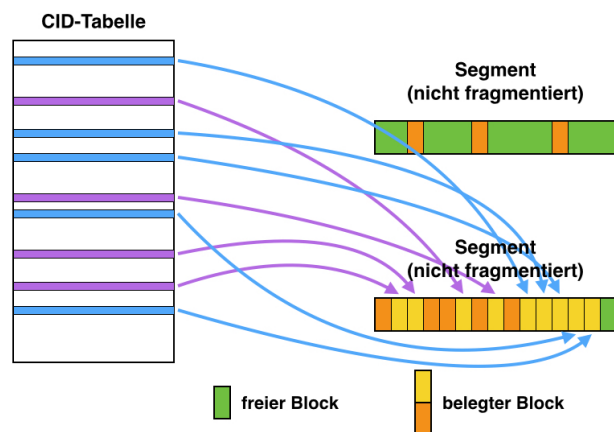 CID-Tabelle
Segment
(nicht fragmentiert)
Segment
(nicht fragmentiert)
freier Block
belegter Block